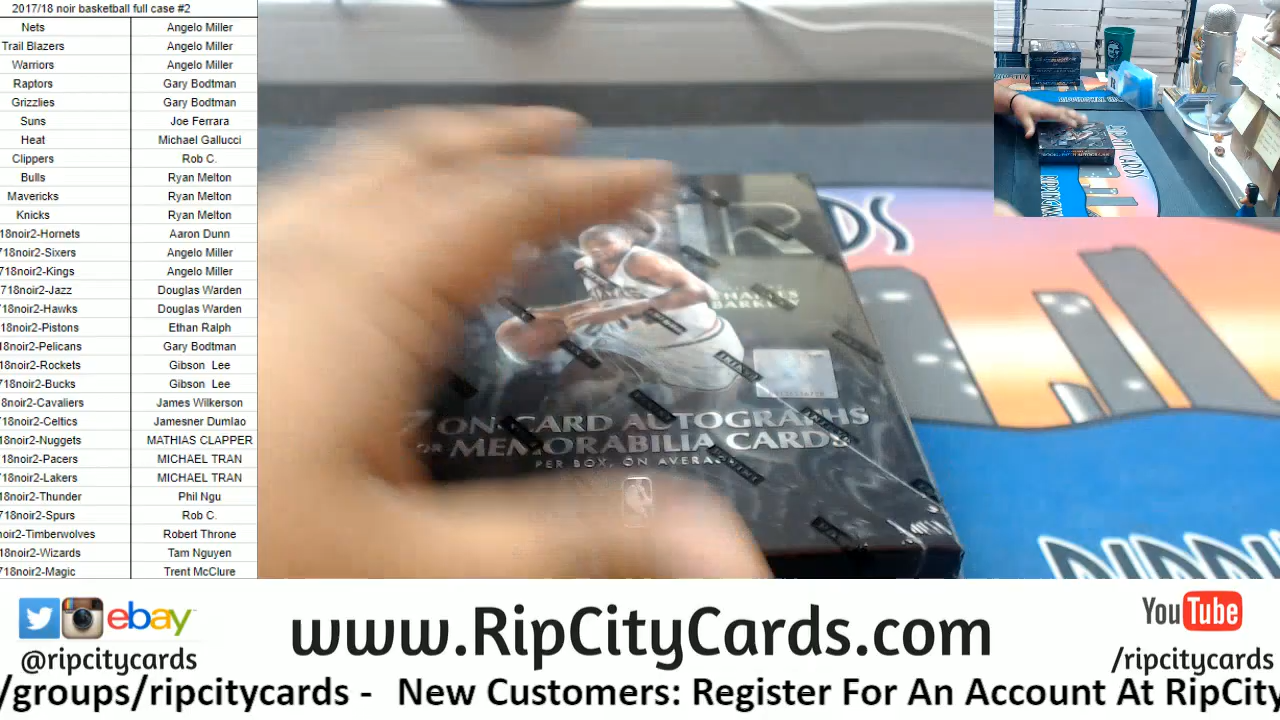 2017/18 noir basketball full case #2
Nets Angelo Miller
Trail Blazers Angelo Miller
Warriors Angelo Miller
Raptors Gary Bodtman
Grizzlies Gary Bodtman
Suns Joe Ferrara
Heat Michael Gallucci
Clippers Rob C.
Bulls Ryan Melton
Mavericks Ryan Melton
Knicks Ryan Melton
18noir2-Hornets Aaron Dunn
718noir2-Sixers Angelo Miller
718noir2-Kings Angelo Miller
718noir2-Jazz Douglas Warden
718noir2-Hawks Douglas Warden
18noir2-Pistons Ethan Ralph
18noir2-Pelicans Gary Bodtman
18noir2-Rockets Gibson Lee
718noir2-Bucks Gibson Lee
8noir2-Cavaliers James Wilkerson
718noir2-Celtics Jamesner Dumlao
18noir2-Nuggets MATHIAS CLAPPER
718noir2-Pacers MICHAEL TRAN
718noir2-Lakers MICHAEL TRAN
18noir2-Thunder Phil Ngu
718noir2-Spurs Rob C.
noir2-Timberwolves Robert Throne
18noir2-Wizards Tam Nguyen
718noir2-Magic Trent McClure
CHARLES
BARKLEY
7 ON-CARD AUTOGRAPHS
OR MEMORABILIA CARDS
PER BOX, ON AVERAGE
ebay
@ripcitycards
www.RipCityCards.com
YouTube
/ripcitycards
/groups/ripcitycards - New Customers: Register For An Account At RipCity